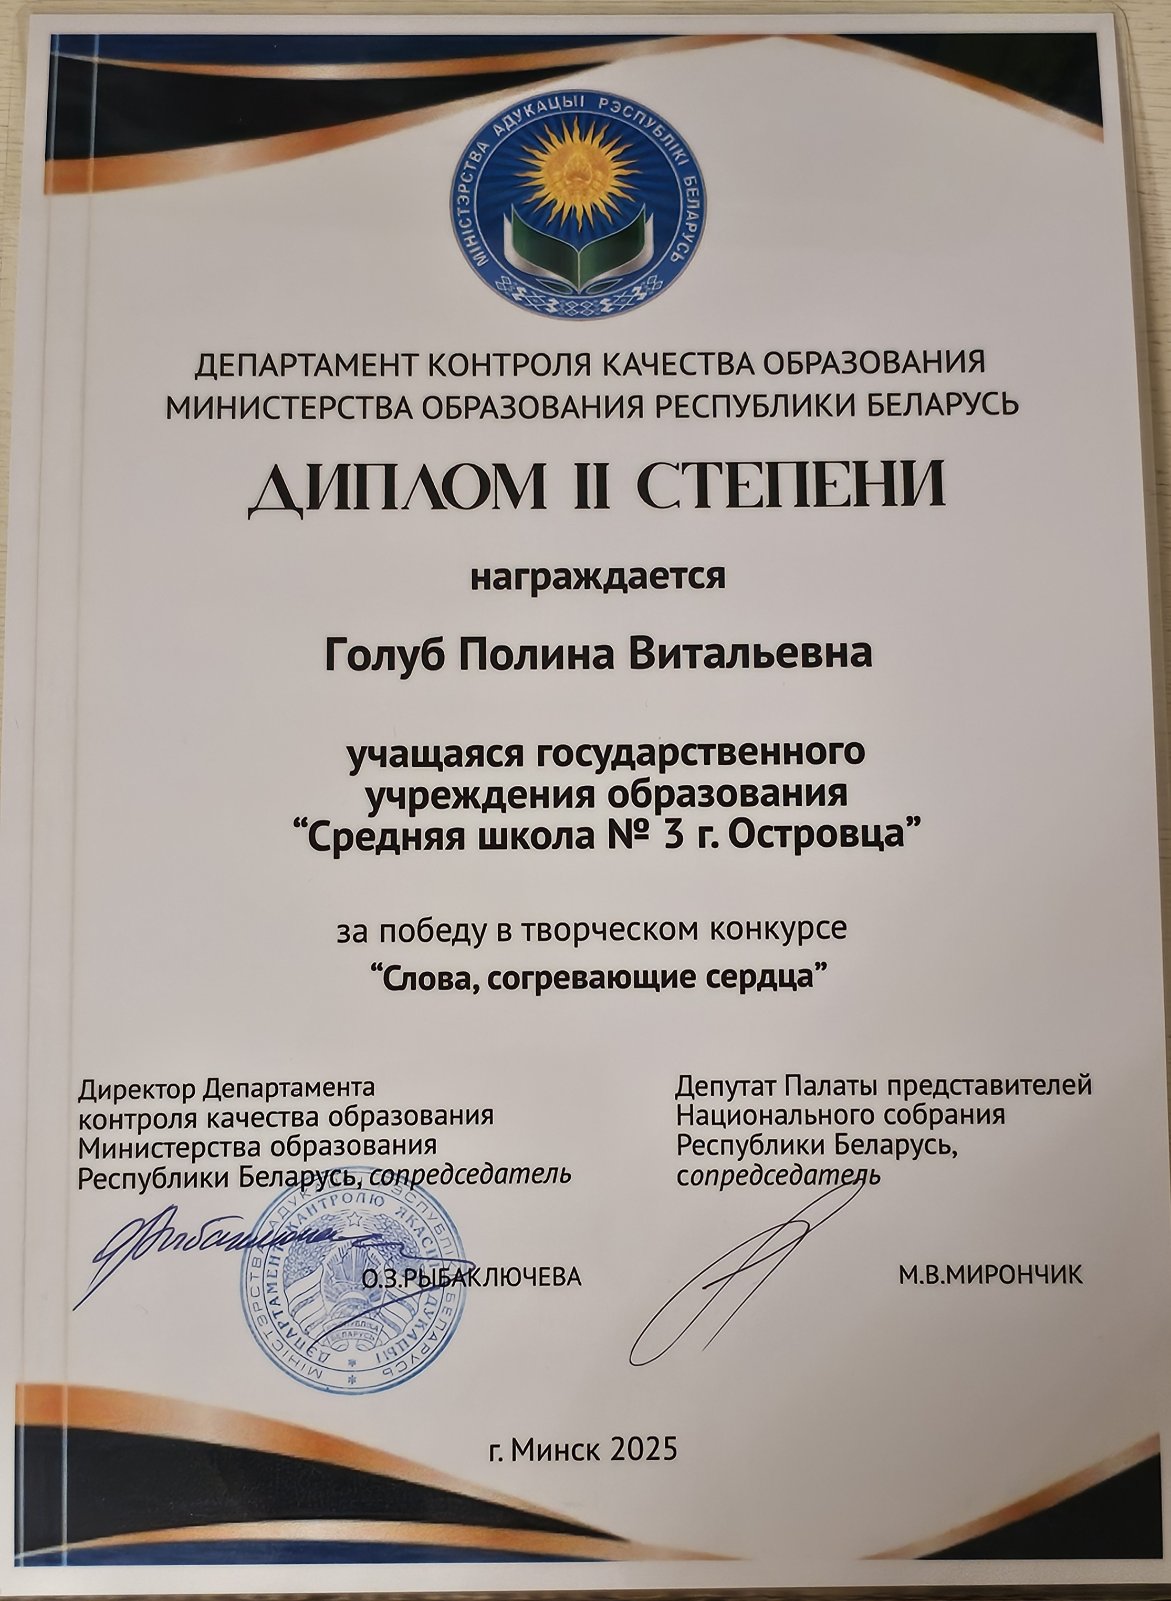 МІНІСТЭРСТВА АДУКАЦЫІ РЭСПУБЛІКІ БЕЛАРУСЬ
ДЕПАРТАМЕНТ КОНТРОЛЯ КАЧЕСТВА ОБРАЗОВАНИЯ
МИНИСТЕРСТВА ОБРАЗОВАНИЯ РЕСПУБЛИКИ БЕЛАРУСЬ
ДИПЛОМ II СТЕПЕНИ
награждается
Голуб Полина Витальевна
учащаяся государственного
учреждения образования
“Средняя школа № 3 г. Островца”
за победу в творческом конкурсе
“Слова, согревающие сердца”
Директор Департамента
контроля качества образования
Министерства образования
Республики Беларусь, сопредседатель
О.З.РЫБАКЛЮЧЕВА
Депутат Палаты представителей
Национального собрания
Республики Беларусь,
сопредседатель
М.В.МИРОНЧИК
МІНІСТЭРСТВА АДУКАЦЫІ РЭСПУБЛІКІ БЕЛАРУСЬ
ДЭПАРТАМЕНТ КАНТРОЛЮ ЯКАСЦІ АДУКАЦЫІ
РЭСПУБЛІКА
БЕЛАРУСЬ
г. Минск 2025